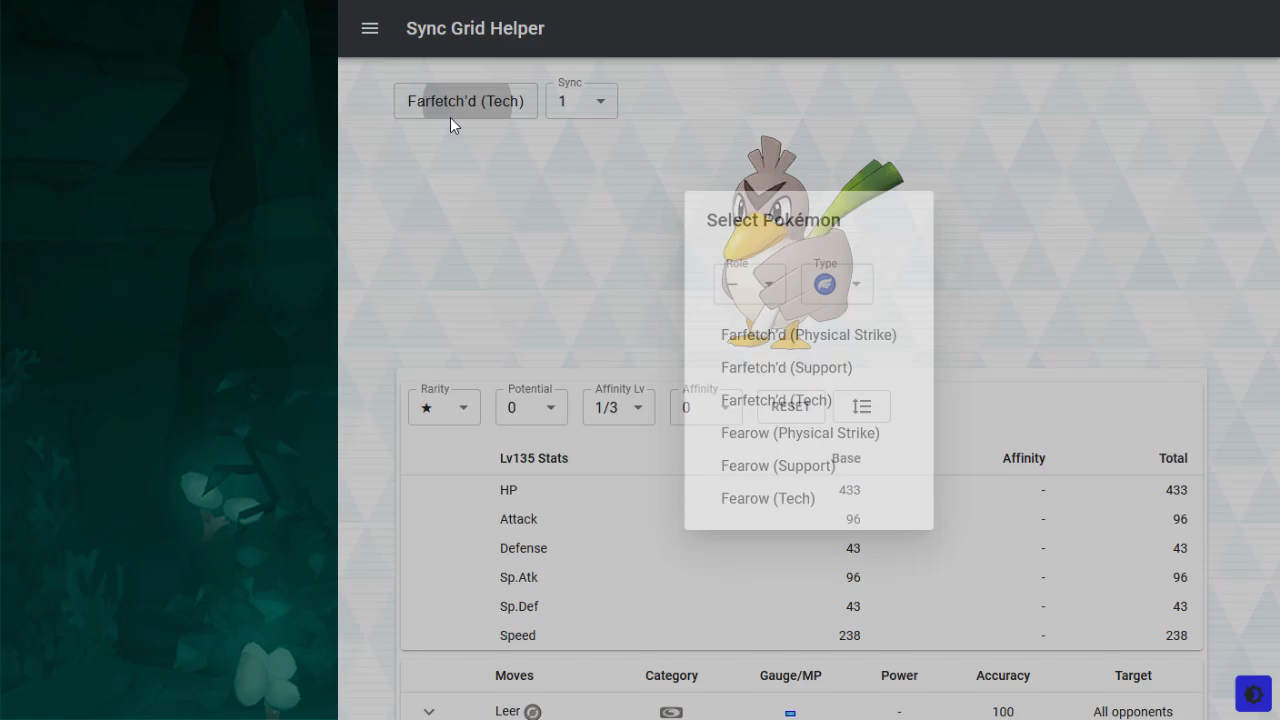 Sync Grid Helper
Farfetch'd (Tech)
Sync
1
Select Pokémon
Role
—
Type
Farfetch'd (Physical Strike)
Farfetch'd (Support)
Farfetch'd (Tech)
Fearow (Physical Strike)
Fearow (Support)
Fearow (Tech)
Rarity
★
Potential
0
Affinity Lv
1/3
Affinity
0
RESET
Lv135 Stats Base Affinity Total
HP 433 - 433
Attack 96 - 96
Defense 43 - 43
Sp.Atk 96 - 96
Sp.Def 43 - 43
Speed 238 - 238
Moves Category Gauge/MP Power Accuracy Target
Leer - 100 All opponents